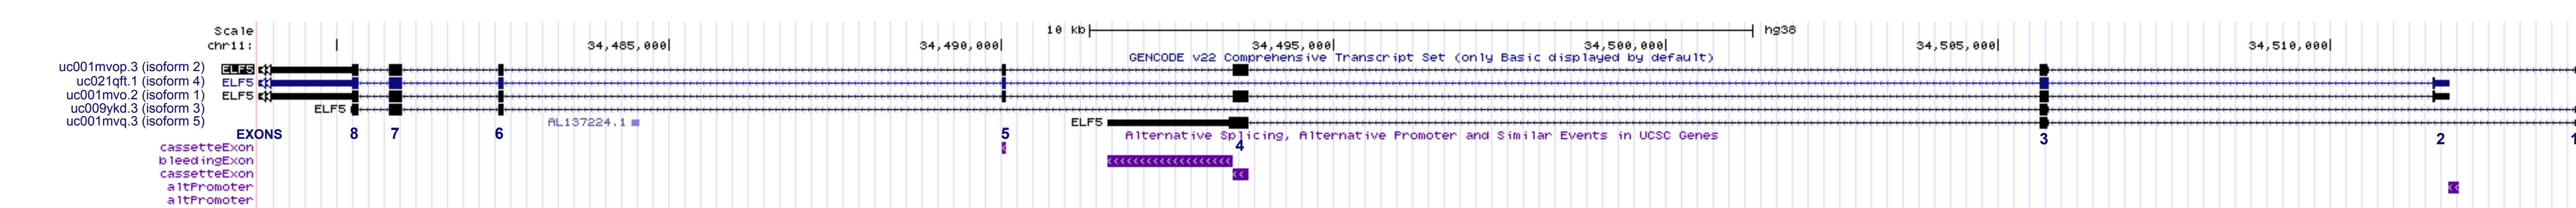 Scale 10 kb hg38
chr11: 34,485,000 34,490,000 34,495,000 34,500,000 34,505,000 34,510,000
GENCODE v22 Comprehensive Transcript Set (only Basic displayed by default)
uc001mvop.3 (isoform 2) ELF5
uc021qft.1 (isoform 4) ELF5
uc001mvo.2 (isoform 1) ELF5
uc009ykd.3 (isoform 3) ELF5
uc001mvq.3 (isoform 5) AL137224.1 ELF5
EXONS 8 7 6 5 4 3 2 1
Alternative Splicing, Alternative Promoter and Similar Events in UCSC Genes
cassetteExon
bleedingExon
cassetteExon
altPromoter
altPromoter